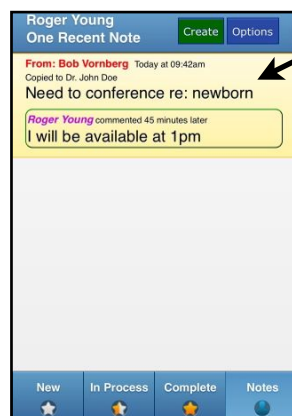 Roger Young
One Recent Note
Create
Options
From: Bob Vornberg Today at 09:42am
Copied to Dr. John Doe
Need to conference re: newborn
Roger Young commented 45 minutes later
I will be available at 1pm
New
In Process
Complete
Notes